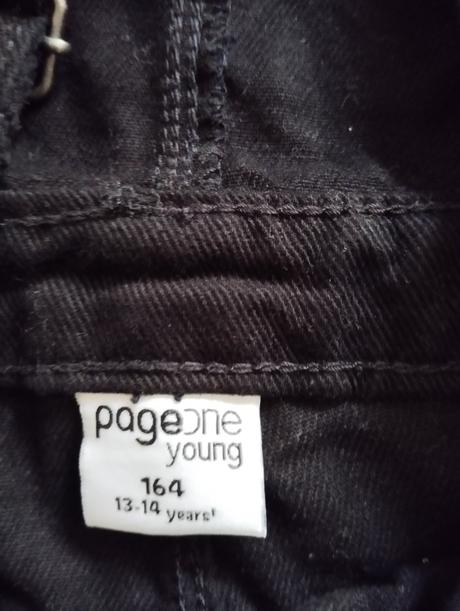 pageone
young
164
13-14 years'